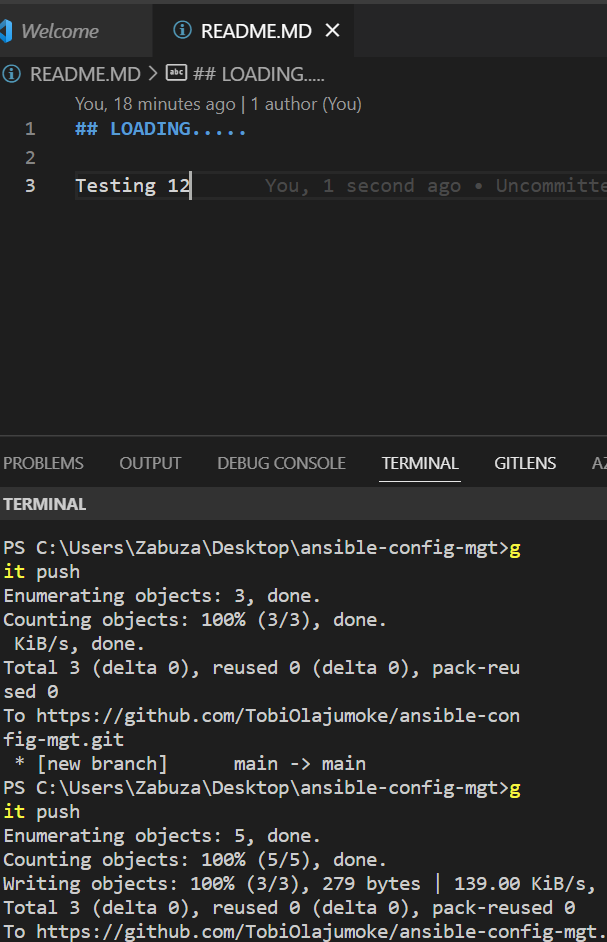 Welcome README.MD
README.MD > ## LOADING.....
You, 18 minutes ago | 1 author (You)
1 ## LOADING.....
2
3 Testing 12 You, 1 second ago • Uncommitte
PROBLEMS OUTPUT DEBUG CONSOLE TERMINAL GITLENS AZ
TERMINAL
PS C:\Users\Zabuza\Desktop\ansible-config-mgt>g
it push
Enumerating objects: 3, done.
Counting objects: 100% (3/3), done.
KiB/s, done.
Total 3 (delta 0), reused 0 (delta 0), pack-reu
sed 0
To https://github.com/TobiOlajumoke/ansible-con
fig-mgt.git
* [new branch] main -> main
PS C:\Users\Zabuza\Desktop\ansible-config-mgt>g
it push
Enumerating objects: 5, done.
Counting objects: 100% (5/5), done.
Writing objects: 100% (3/3), 279 bytes | 139.00 KiB/s,
Total 3 (delta 0), reused 0 (delta 0), pack-reused 0
To https://github.com/TobiOlajumoke/ansible-config-mgt.